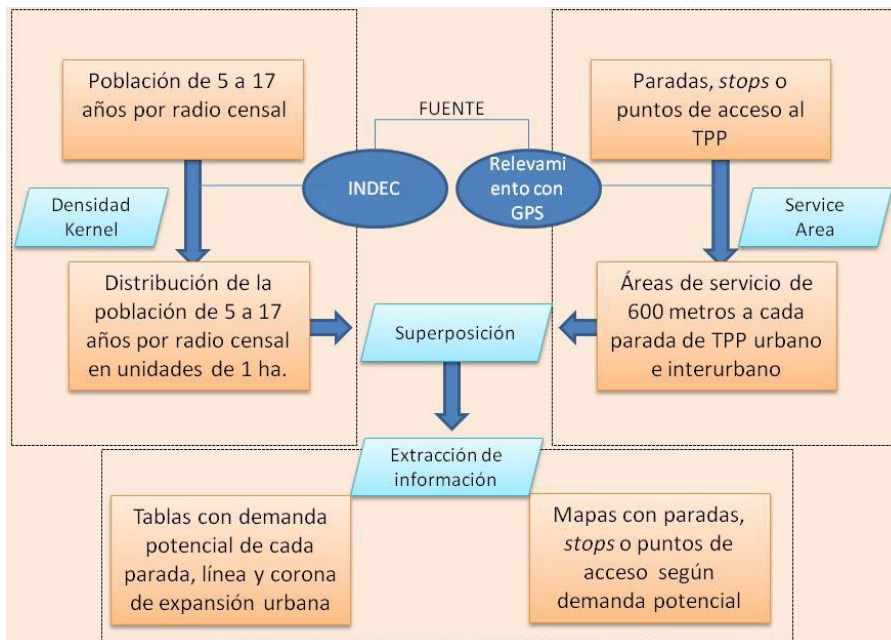 Población de 5 a 17
años por radio censal
FUENTE
Paradas, stops o
puntos de acceso al
TPP
INDEC
Relevami
ento con
GPS
Densidad
Kernel
Service
Area
Distribución de la
población de 5 a 17
años por radio censal
en unidades de 1 ha.
Superposición
Áreas de servicio de
600 metros a cada
parada de TPP urbano
e interurbano
Extracción de
información
Tablas con demanda
potencial de cada
parada, línea y corona
de expansión urbana
Mapas con paradas,
stops o puntos de
acceso según
demanda potencial